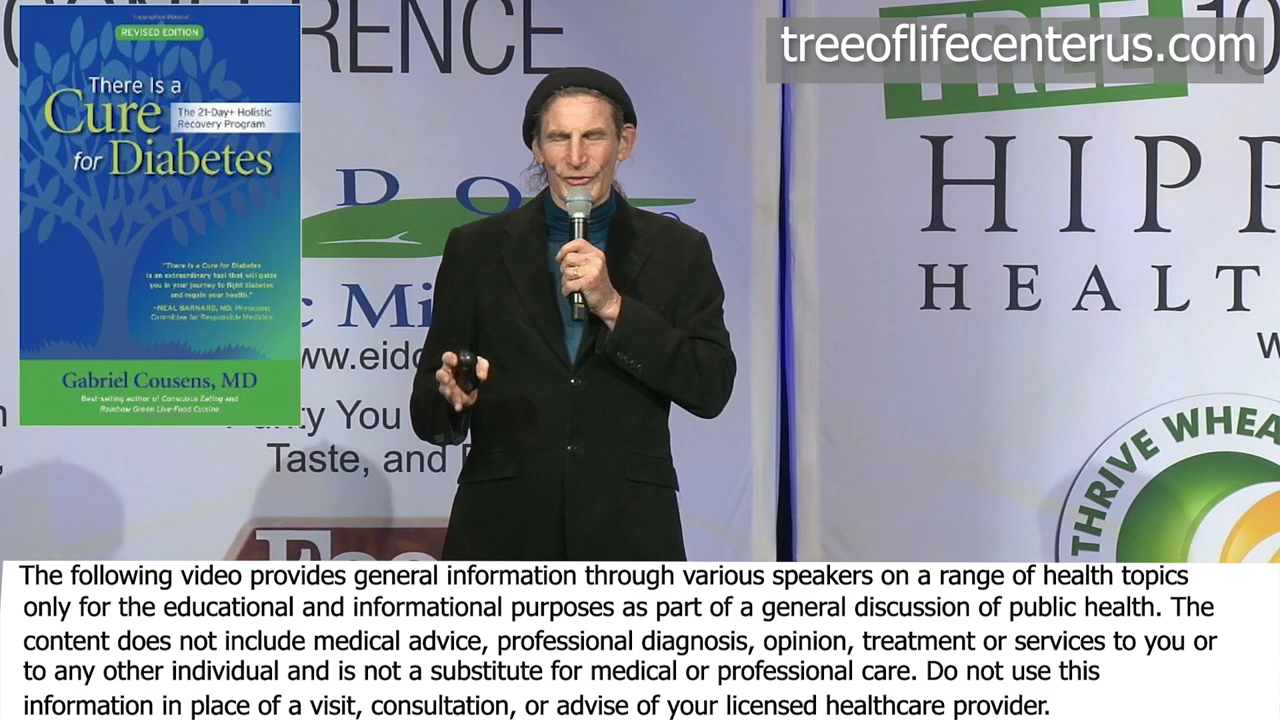 REVISED EDITION
There Is a
Cure
The 21-Day+ Holistic
Recovery Program
for Diabetes
"There Is a Cure for Diabetes
is an extraordinary tool that will guide
you in your journey to fight diabetes
and regain your health."
—NEAL BARNARD, MD, Physicians
Committee for Responsible Medicine
Gabriel Cousens, MD
Best-selling author of Conscious Eating and
Rainbow Green Live-Food Cuisine
treeoflifecenterus.com
FREE 10
HIPP
HEALT
D O
c Mi
ww.eido
You
Taste, and
THRIVE WHEA
The following video provides general information through various speakers on a range of health topics
only for the educational and informational purposes as part of a general discussion of public health. The
content does not include medical advice, professional diagnosis, opinion, treatment or services to you or
to any other individual and is not a substitute for medical or professional care. Do not use this
information in place of a visit, consultation, or advise of your licensed healthcare provider.